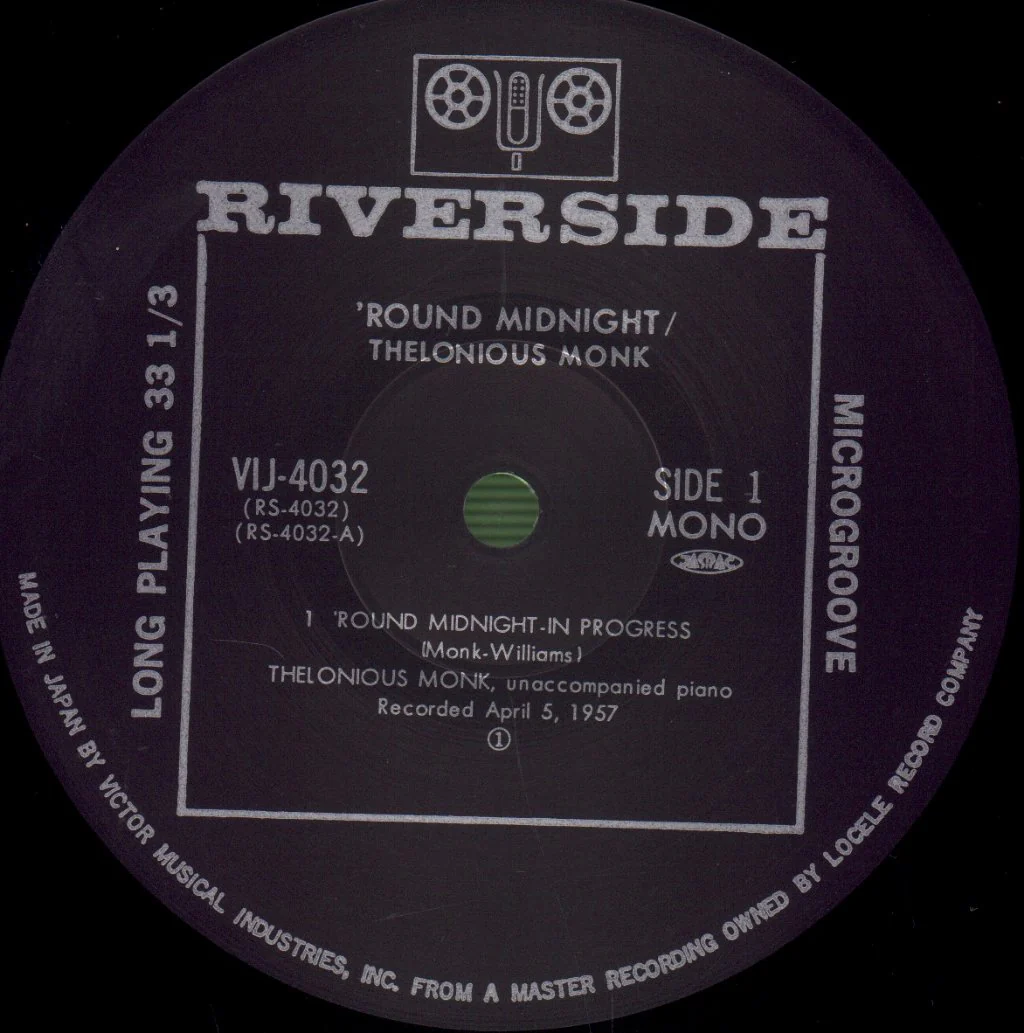 RIVERSIDE
'ROUND MIDNIGHT/
THELONIOUS MONK
LONG PLAYING 33 1/3
MICROGROOVE
VIJ-4032
(RS-4032)
(RS-4032-A)
SIDE 1
MONO
JASRAC
1 'ROUND MIDNIGHT-IN PROGRESS
(Monk-Williams)
THELONIOUS MONK, unaccompanied piano
Recorded April 5, 1957
①
MADE IN JAPAN BY VICTOR MUSICAL INDUSTRIES, INC. FROM A MASTER RECORDING OWNED BY LOCELE RECORD COMPANY